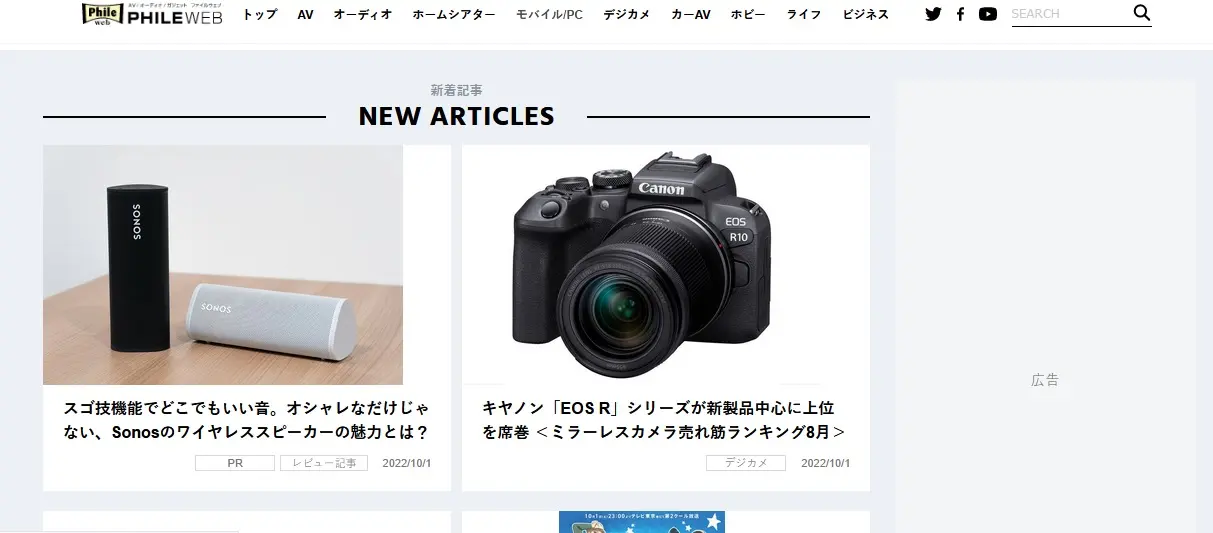 AV/オーディオ/ガジェット ファイルウェブ
Phile web PHILEWEB
トップ AV オーディオ ホームシアター モバイル/PC デジカメ カーAV ホビー ライフ ビジネス SEARCH
新着記事
NEW ARTICLES
SONOS
SONOS
Canon
EOS
R10
広告
スゴ技機能でどこでもいい音。オシャレなだけじゃ
ない、Sonosのワイヤレススピーカーの魅力とは？
PR レビュー記事 2022/10/1
キヤノン「EOS R」シリーズが新製品中心に上位
を席巻 ＜ミラーレスカメラ売れ筋ランキング8月＞
デジカメ 2022/10/1